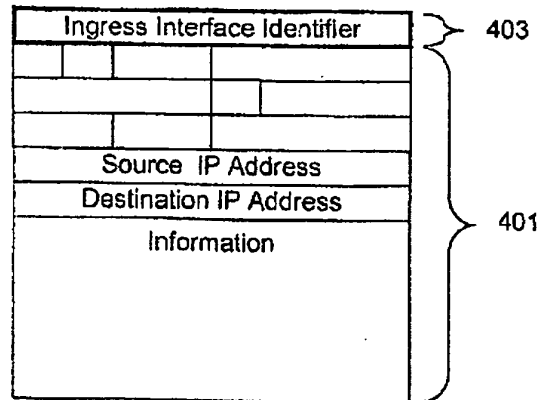 Ingress Interface Identifier
403
Source IP Address
Destination IP Address
Information
401